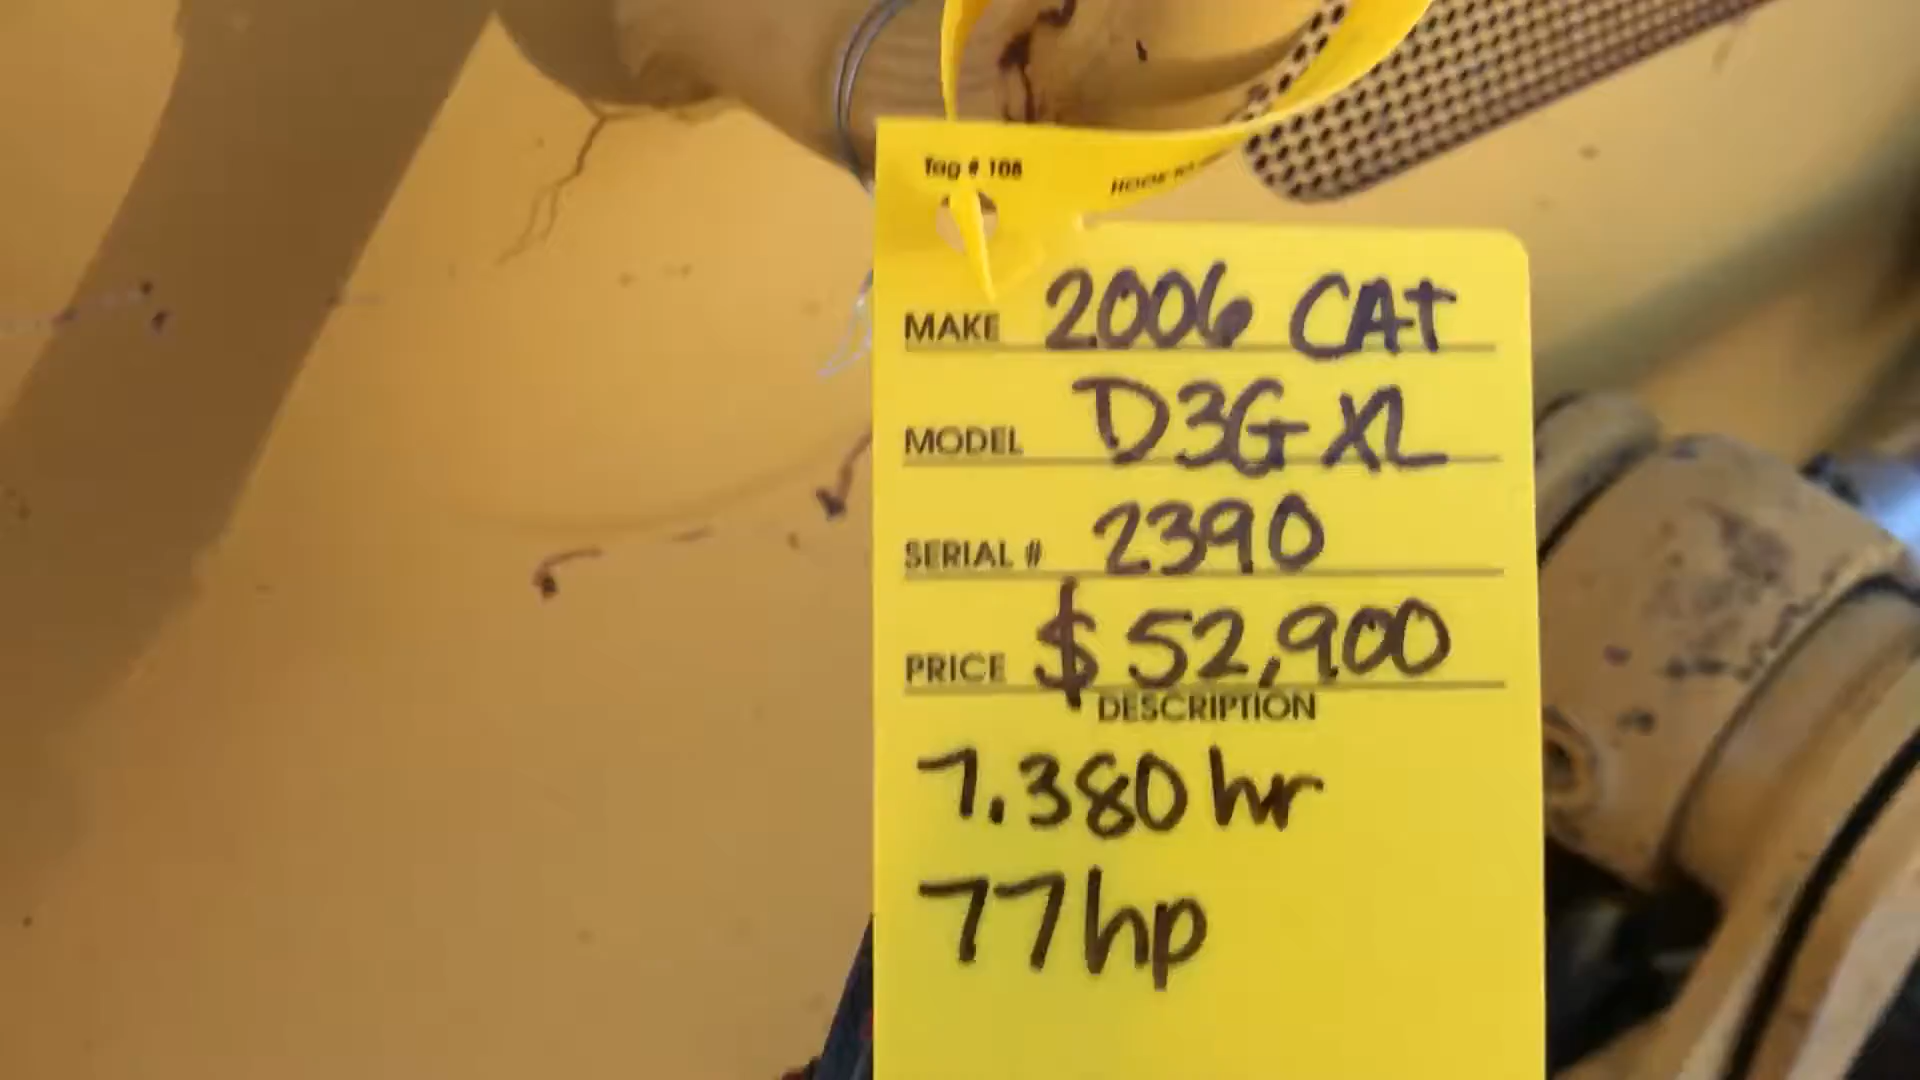 Tag # 108
MAKE 2006 CAT
MODEL D3G XL
SERIAL # 2390
PRICE $52,900
DESCRIPTION
7.380 hr
77 hp